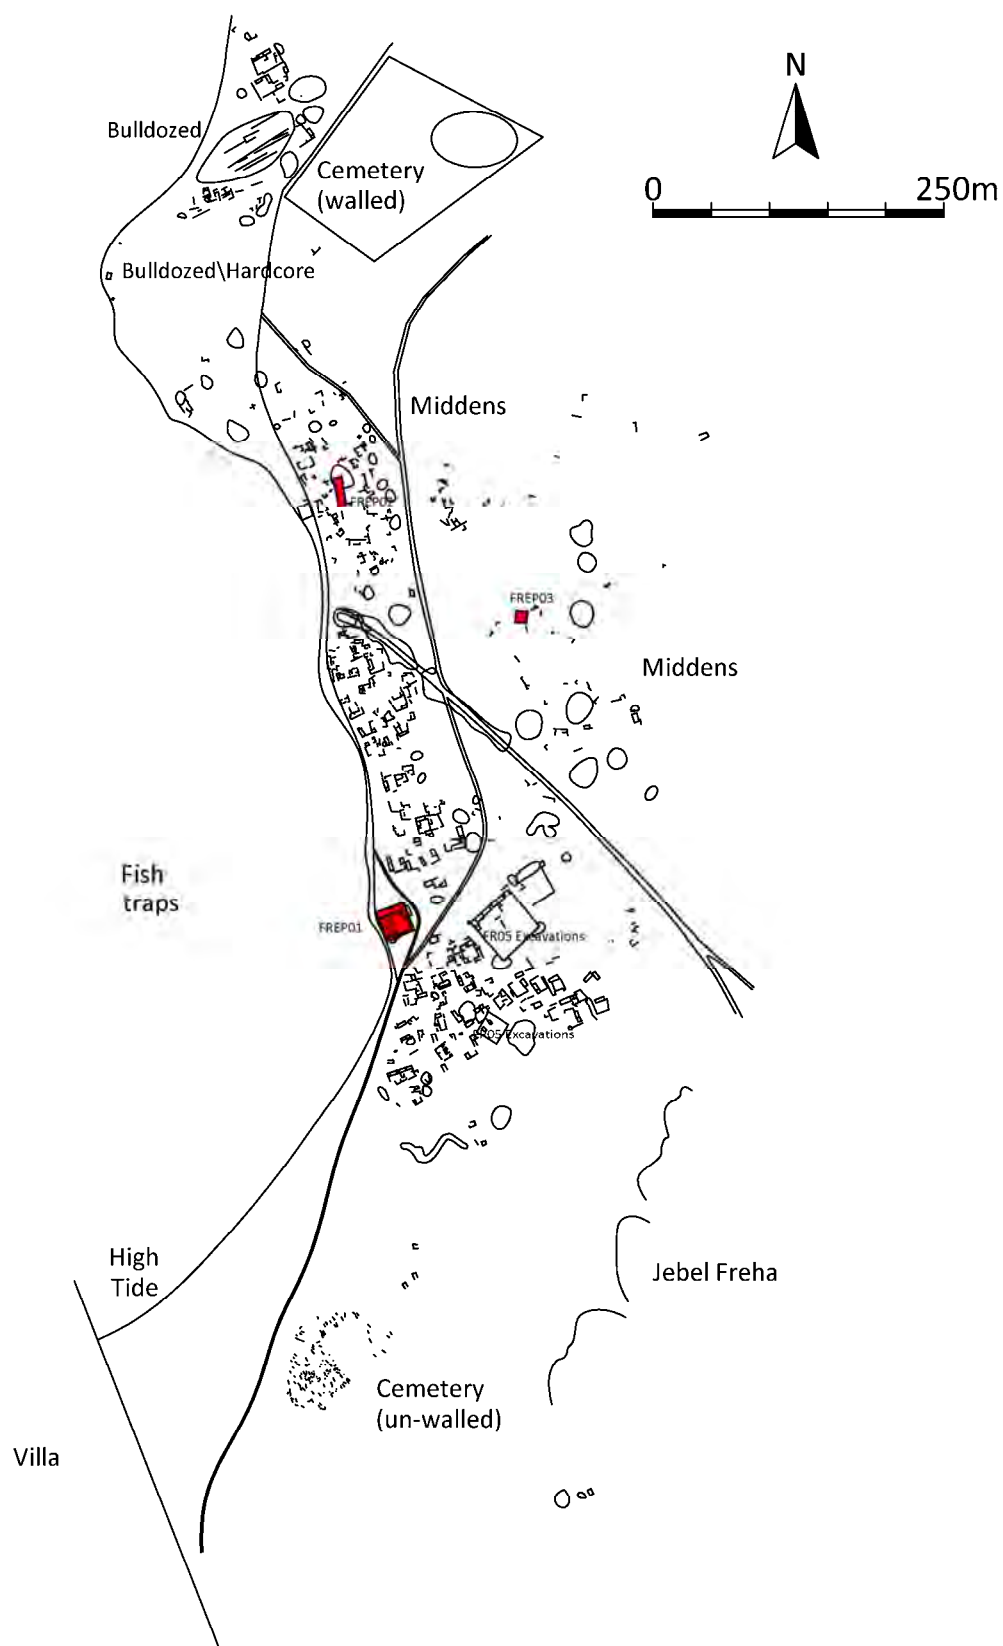 N
0 250m
Bulldozed
Cemetery
(walled)
Bulldozed\Hardcore
Middens
FREP02
FREP03
Middens
Fish
traps
FREP01
FR05 Excavations
FR05 Excavations
High
Tide
Jebel Freha
Cemetery
(un-walled)
Villa